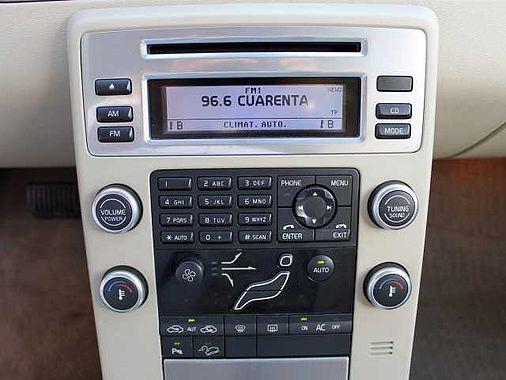 FM1
NEWS
96.6 CUARENTA
TP
B CLIMAT. AUTO. B
AM
FM
CD
MODE
VOLUME
POWER
TUNING
SOUND
1 2 ABC 3 DEF
4 GHI 5 JKL 6 MNO
7 PQRS 8 TUV 9 WXYZ
* AUTO 0 + # SCAN
PHONE MENU
ENTER EXIT
AUTO
AUT ON AC OFF